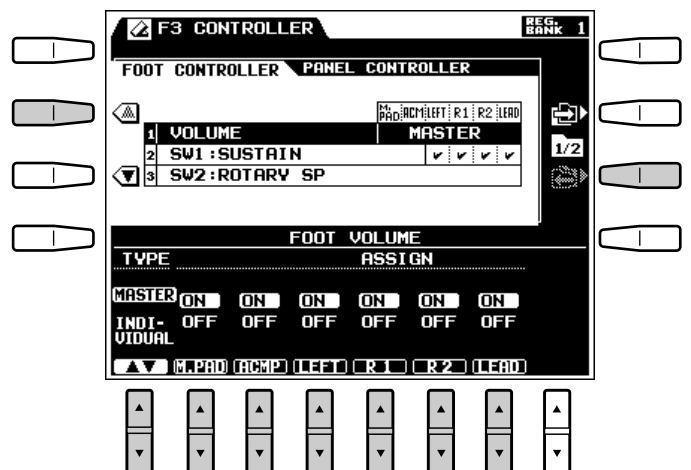 F3 CONTROLLER
REG. BANK 1
FOOT CONTROLLER PANEL CONTROLLER
M. PAD ACM LEFT R1 R2 LEAD
1 VOLUME MASTER
2 SW1:SUSTAIN ✔ ✔ ✔ ✔
3 SW2:ROTARY SP
1/2
FOOT VOLUME
TYPE ASSIGN
MASTER ON ON ON ON ON ON
INDI-VIDUAL OFF OFF OFF OFF OFF OFF
▲▼ M.PAD ACMP LEFT R1 R2 LEAD